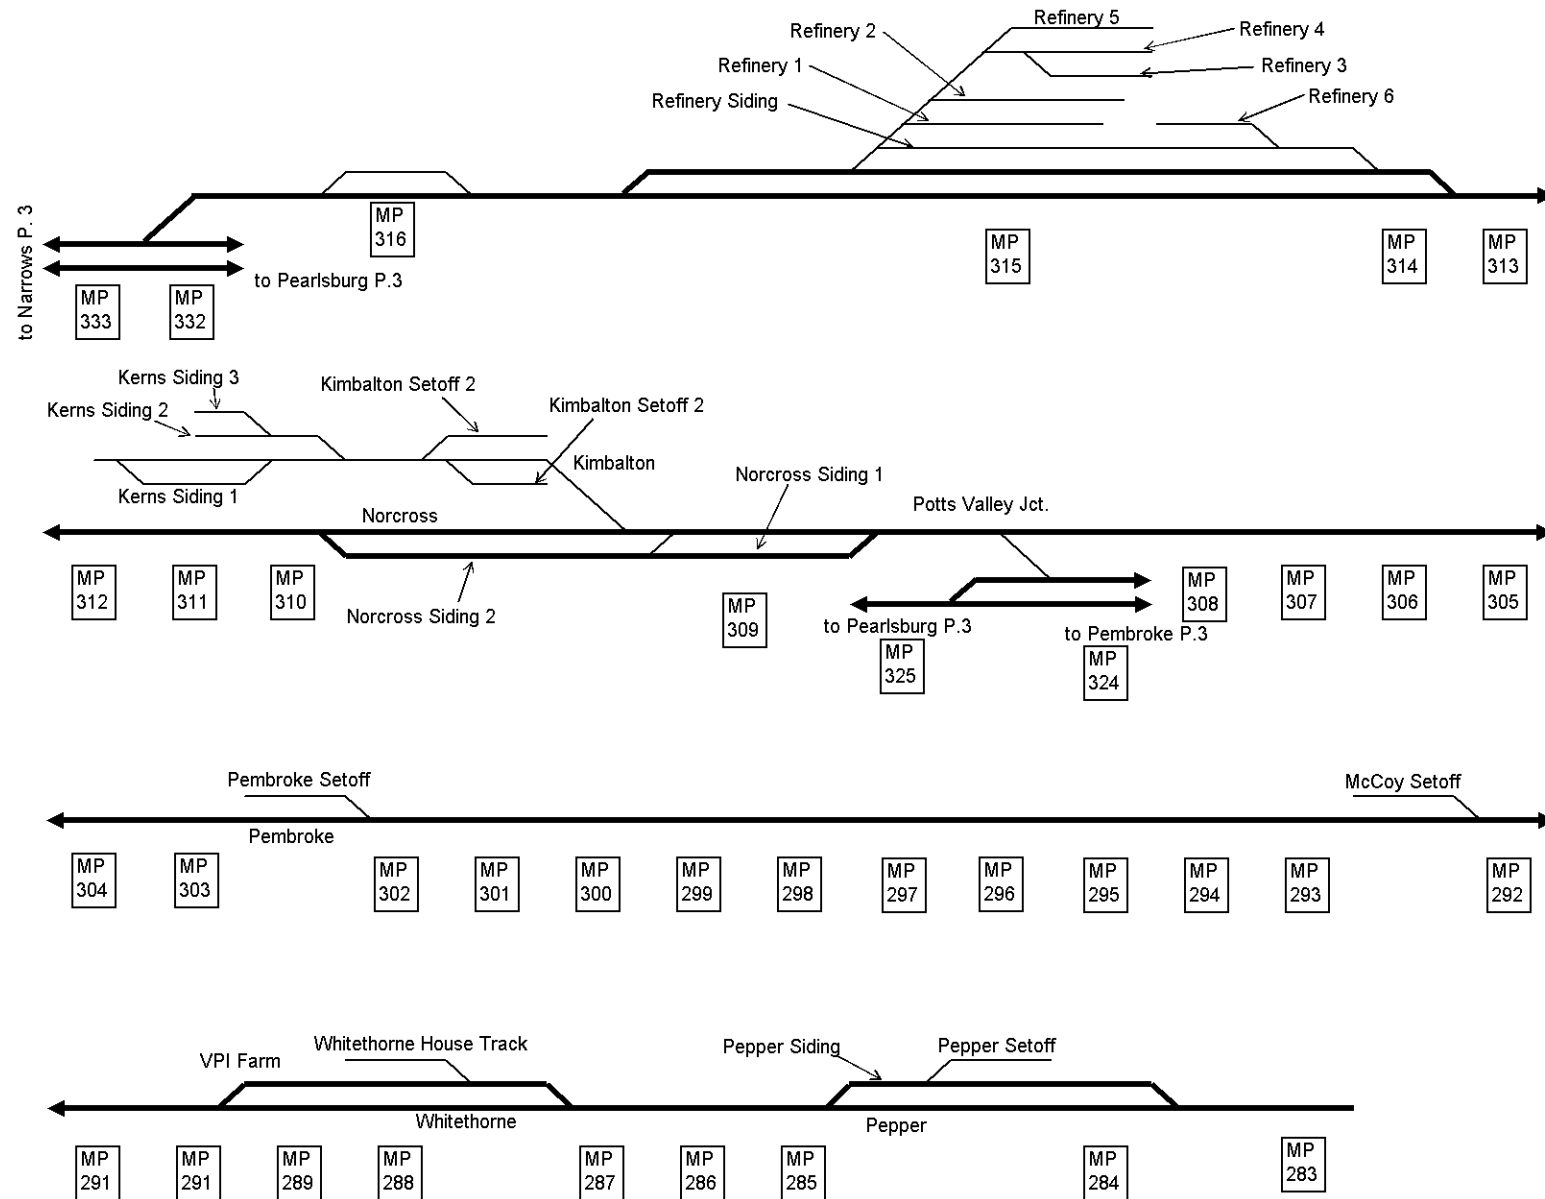 Refinery 5
Refinery 2
Refinery 4
Refinery 1
Refinery 3
Refinery Siding
Refinery 6
to Narrows P. 3
MP
316
MP
315
MP
314
MP
313
to Pearlsburg P.3
MP
333
MP
332
Kerns Siding 3
Kimbalton Setoff 2
Kerns Siding 2
Kimbalton Setoff 2
Kimbalton
Norcross Siding 1
Kerns Siding 1
Norcross
Potts Valley Jct.
MP
312
MP
311
MP
310
Norcross Siding 2
MP
309
to Pearlsburg P.3
to Pembroke P.3
MP
308
MP
307
MP
306
MP
305
MP
325
MP
324
Pembroke Setoff
McCoy Setoff
Pembroke
MP
304
MP
303
MP
302
MP
301
MP
300
MP
299
MP
298
MP
297
MP
296
MP
295
MP
294
MP
293
MP
292
VPI Farm
Whitethorne House Track
Pepper Siding
Pepper Setoff
Whitethorne
Pepper
MP
291
MP
291
MP
289
MP
288
MP
287
MP
286
MP
285
MP
284
MP
283